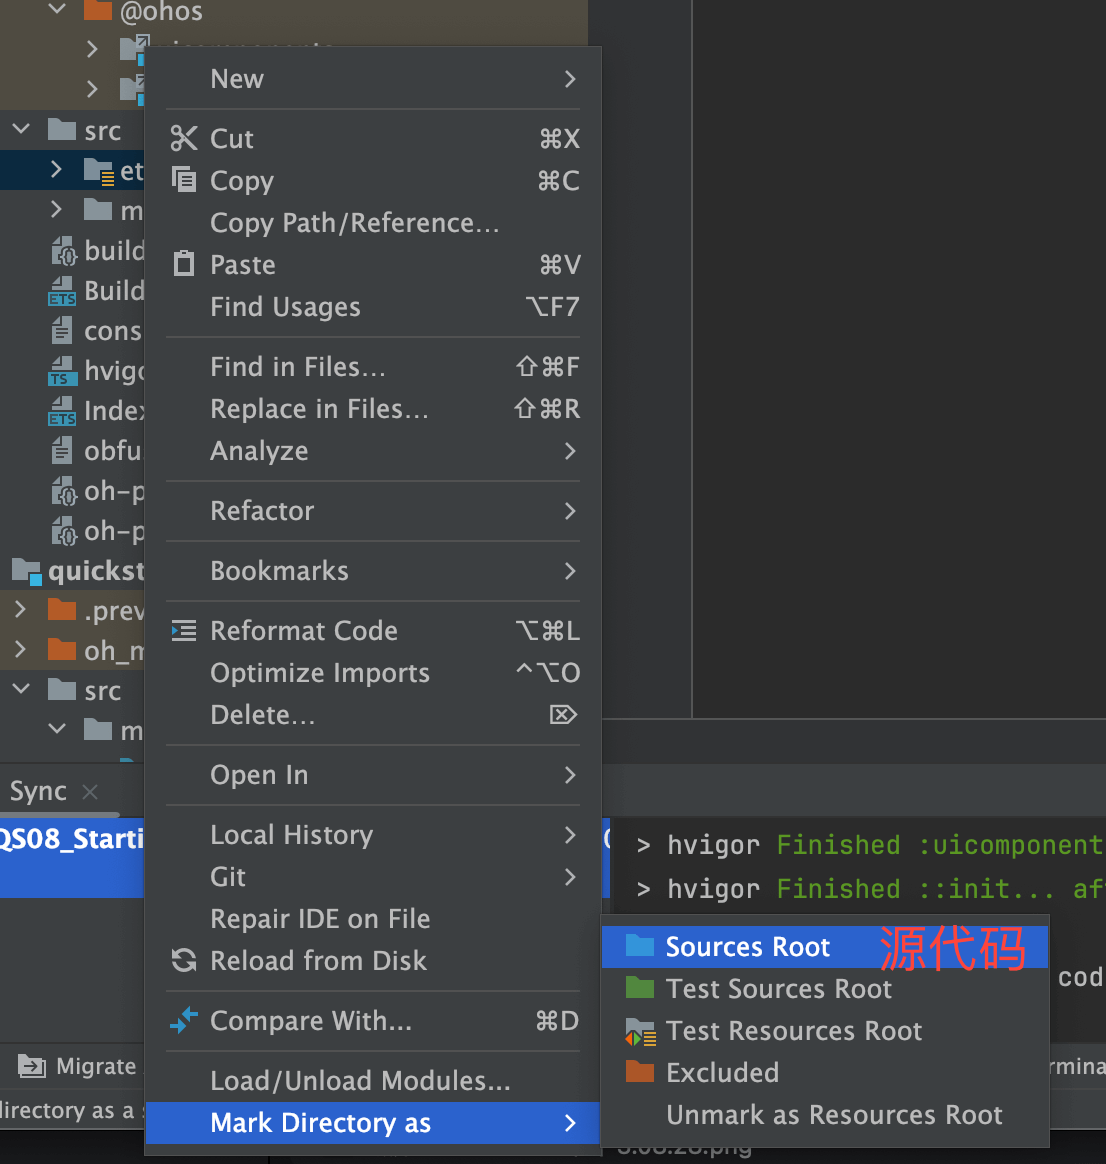 @ohos
src
et
m
build
Build
cons
hvigo
Index
obfu
oh-p
oh-p
quickst
.prev
oh_m
src
m
New
Cut ⌘X
Copy ⌘C
Copy Path/Reference...
Paste ⌘V
Find Usages ⌥F7
Find in Files... ⇧⌘F
Replace in Files... ⇧⌘R
Analyze
Refactor
Bookmarks
Reformat Code ⌥⌘L
Optimize Imports ^⌥O
Delete... ⌦
Open In
Local History
Git
Repair IDE on File
Reload from Disk
Compare With... ⌘D
Load/Unload Modules...
Mark Directory as
Sources Root 源代码
Test Sources Root
Test Resources Root
Excluded
Unmark as Resources Root
Sync
QS08_Starti
> hvigor Finished :uicomponent
> hvigor Finished ::init... af
cod
Migrate
rmina
directory as a s